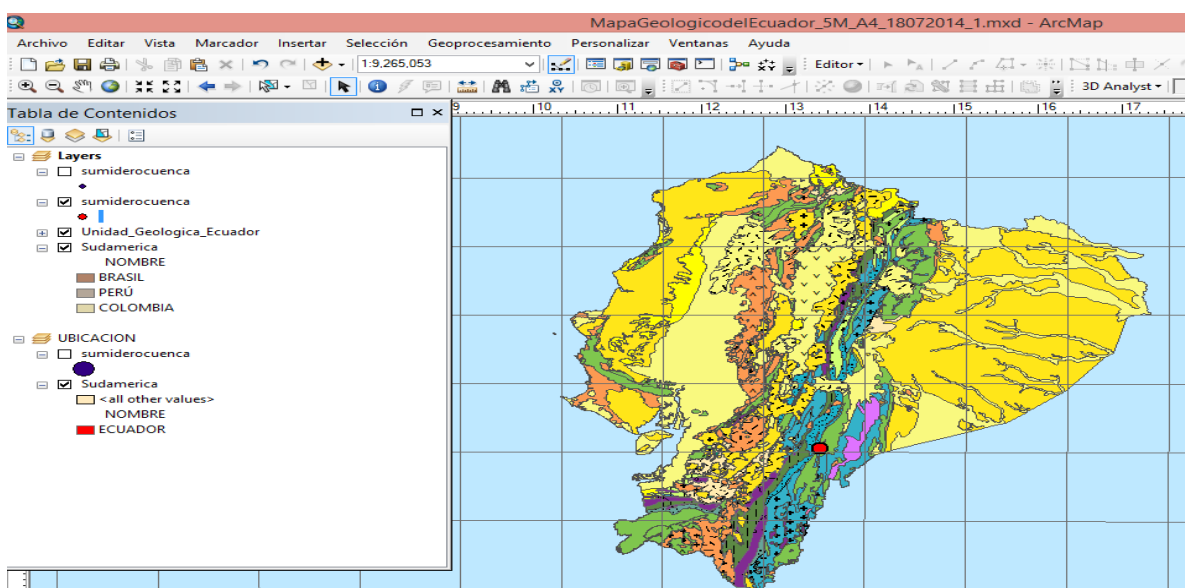 MapaGeologicodelEcuador_5M_A4_18072014_1.mxd - ArcMap
Archivo Editar Vista Marcador Insertar Selección Geoprocesamiento Personalizar Ventanas Ayuda
1:9,265,053 Editor
3D Analyst
Tabla de Contenidos
9 10 11 12 13 14 15 16 17
Layers
sumiderocuenca
sumiderocuenca
Unidad_Geologica_Ecuador
Sudamerica
NOMBRE
BRASIL
PERÚ
COLOMBIA
UBICACION
sumiderocuenca
Sudamerica
<all other values>
NOMBRE
ECUADOR